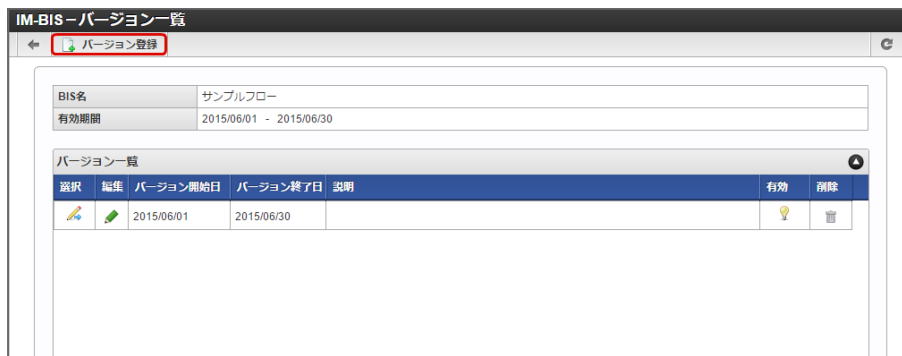 IM-BIS－バージョン一覧
バージョン登録
BIS名 サンプルフロー
有効期間 2015/06/01 - 2015/06/30
バージョン一覧
選択 編集 バージョン開始日 バージョン終了日 説明 有効 削除
2015/06/01 2015/06/30